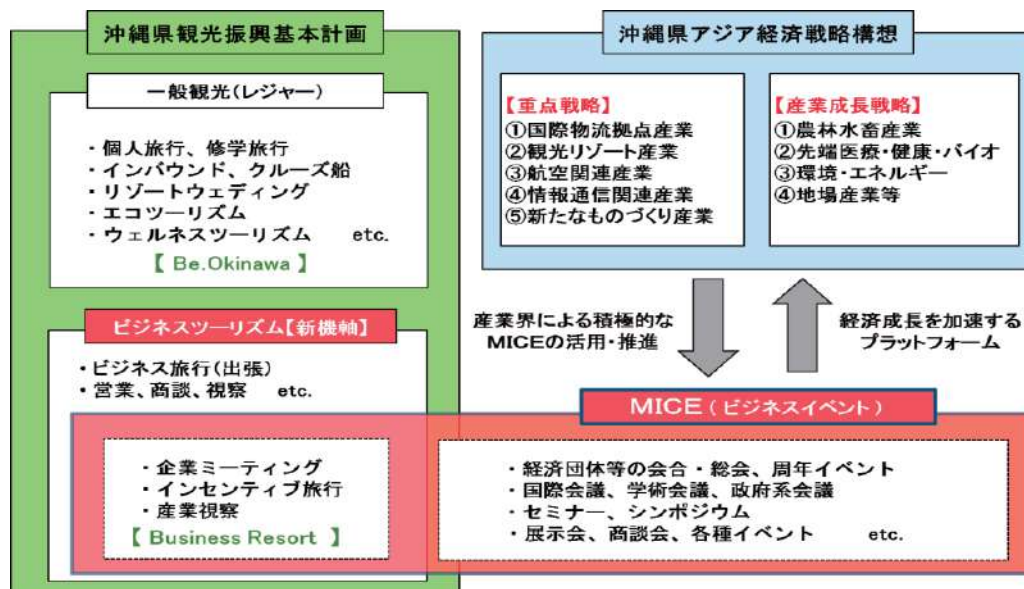 沖縄県観光振興基本計画
一般観光(レジャー)
・個人旅行、修学旅行
・インバウンド、クルーズ船
・リゾートウェディング
・エコツーリズム
・ウェルネスツーリズム etc.
【 Be.Okinawa 】
ビジネスツーリズム【新機軸】
・ビジネス旅行(出張)
・営業、商談、視察 etc.
・企業ミーティング
・インセンティブ旅行
・産業視察
【 Business Resort 】
沖縄県アジア経済戦略構想
【重点戦略】
①国際物流拠点産業
②観光リゾート産業
③航空関連産業
④情報通信関連産業
⑤新たなものづくり産業
【産業成長戦略】
①農林水畜産業
②先端医療・健康・バイオ
③環境・エネルギー
④地場産業等
産業界による積極的な
MICEの活用・推進
経済成長を加速する
プラットフォーム
MICE(ビジネスイベント)
・経済団体等の会合・総会、周年イベント
・国際会議、学術会議、政府系会議
・セミナー、シンポジウム
・展示会、商談会、各種イベント etc.